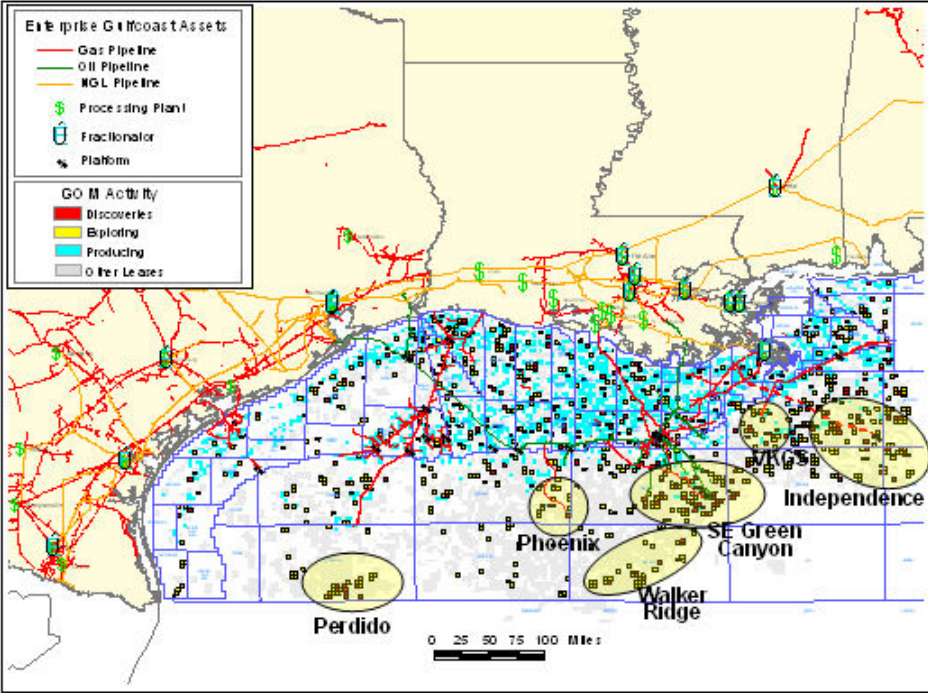 Enterprise Gulfcoast Assets
Gas Pipeline
Oil Pipeline
NGL Pipeline
Processing Plant
Fractionator
Platform
GOM Activity
Discoveries
Exploring
Producing
Other Leases
VKGS
Independence
SE Green
Canyon
Phoenix
Walker
Ridge
Perdido
0 25 50 75 100 Miles